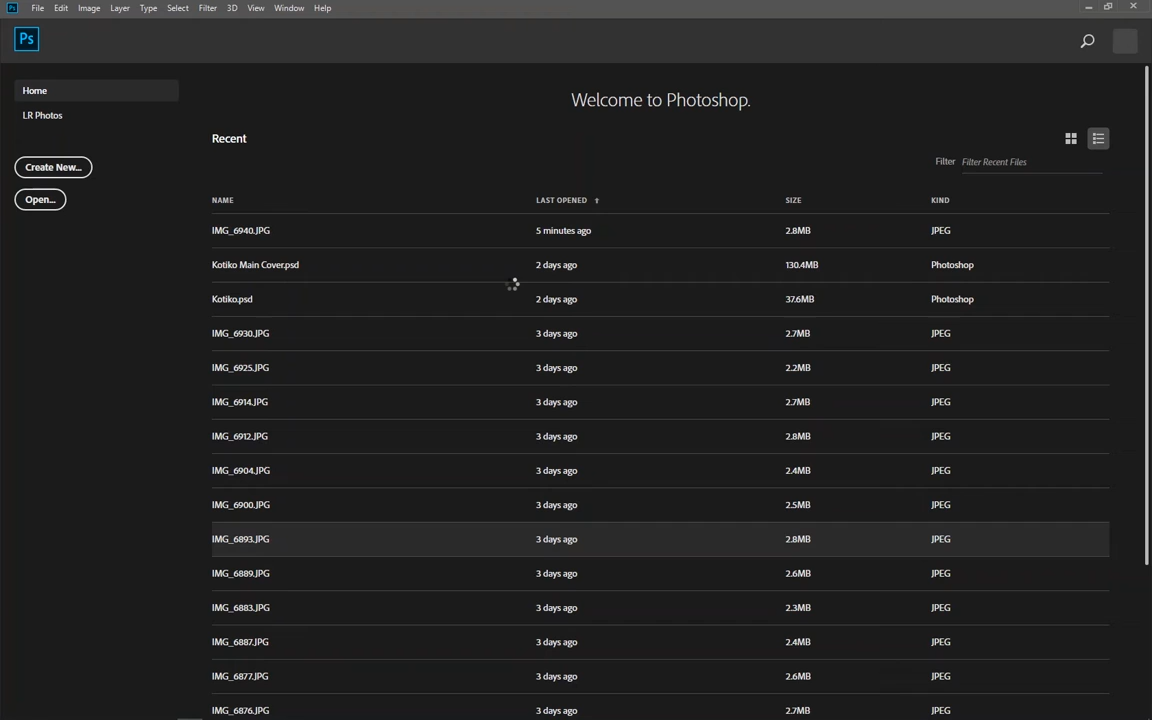 Ps File Edit Image Layer Type Select Filter 3D View Window Help
Ps
Home
LR Photos
Create New...
Open...
Welcome to Photoshop.
Recent
Filter Filter Recent Files
NAME LAST OPENED SIZE KIND
IMG_6940.JPG 5 minutes ago 2.8MB JPEG
Kotiko Main Cover.psd 2 days ago 130.4MB Photoshop
Kotiko.psd 2 days ago 37.6MB Photoshop
IMG_6930.JPG 3 days ago 2.7MB JPEG
IMG_6925.JPG 3 days ago 2.2MB JPEG
IMG_6914.JPG 3 days ago 2.7MB JPEG
IMG_6912.JPG 3 days ago 2.8MB JPEG
IMG_6904.JPG 3 days ago 2.4MB JPEG
IMG_6900.JPG 3 days ago 2.5MB JPEG
IMG_6893.JPG 3 days ago 2.8MB JPEG
IMG_6889.JPG 3 days ago 2.6MB JPEG
IMG_6883.JPG 3 days ago 2.3MB JPEG
IMG_6887.JPG 3 days ago 2.4MB JPEG
IMG_6877.JPG 3 days ago 2.6MB JPEG
IMG_6876.JPG 3 days ago 2.7MB JPEG